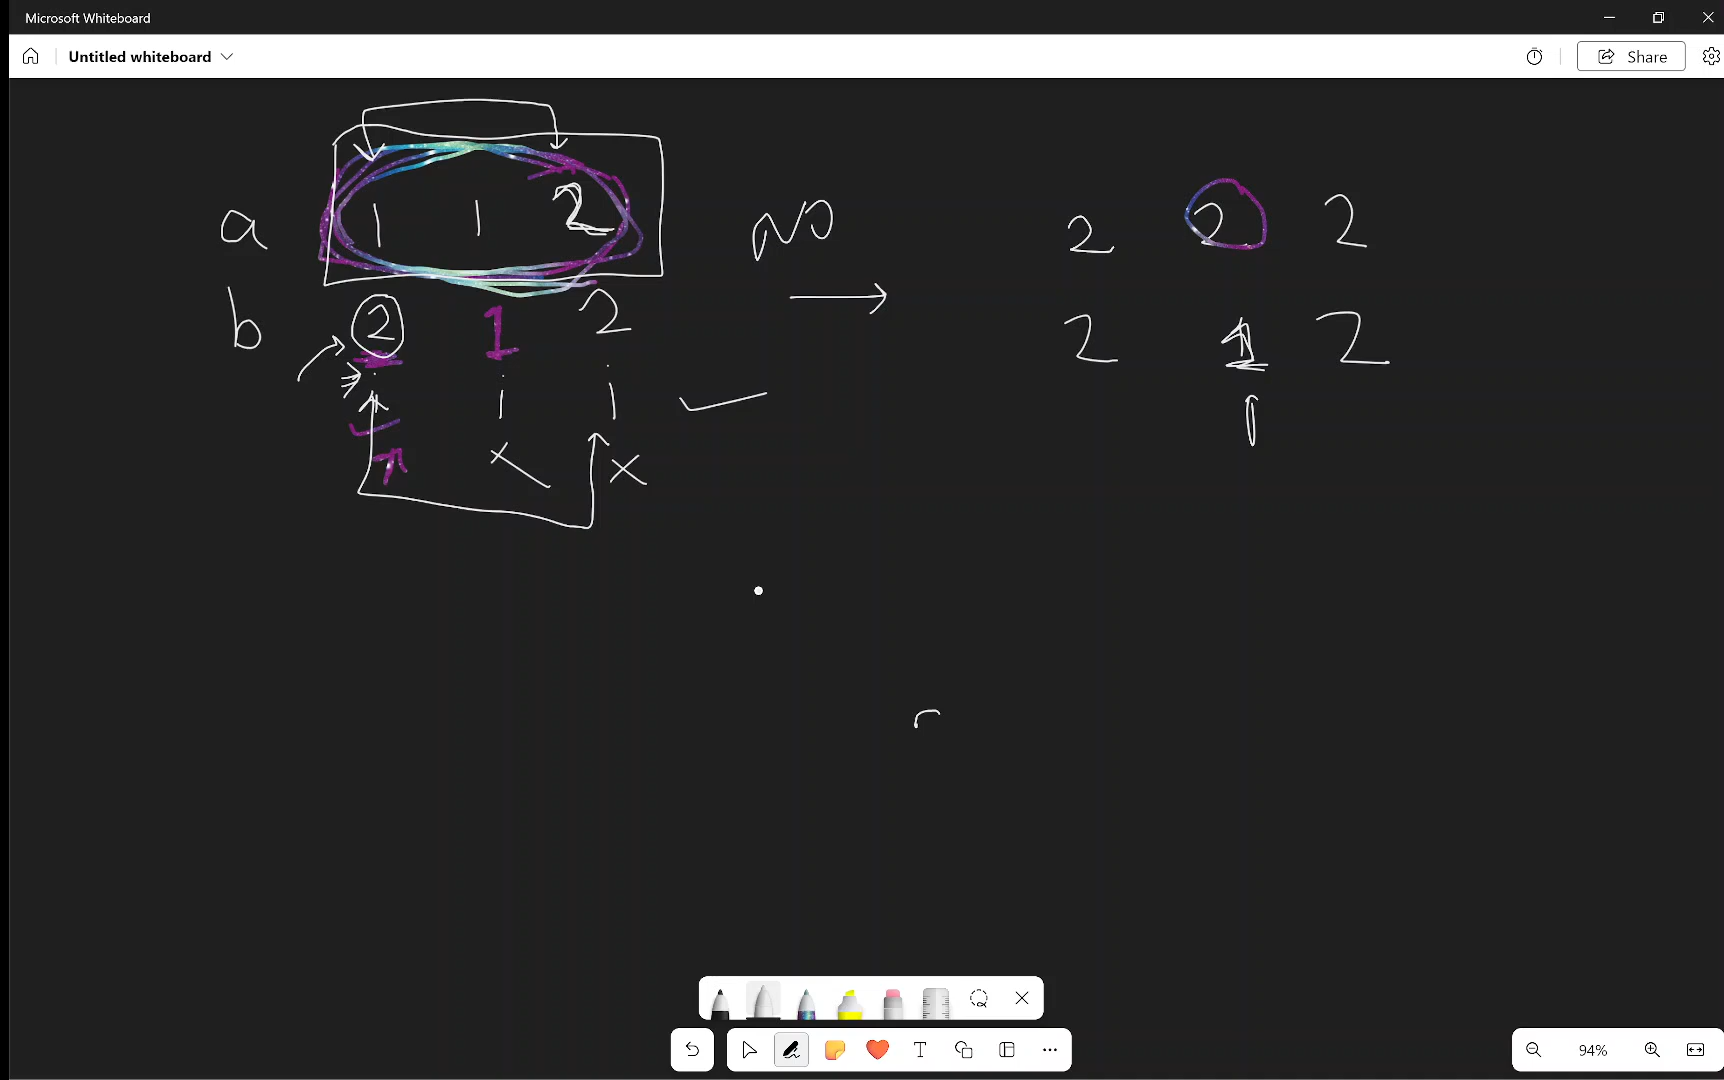 Microsoft Whiteboard
Untitled whiteboard
Share
a 1 1 2 NO
b 2 1 2
2 2 2
2 1 2
94%